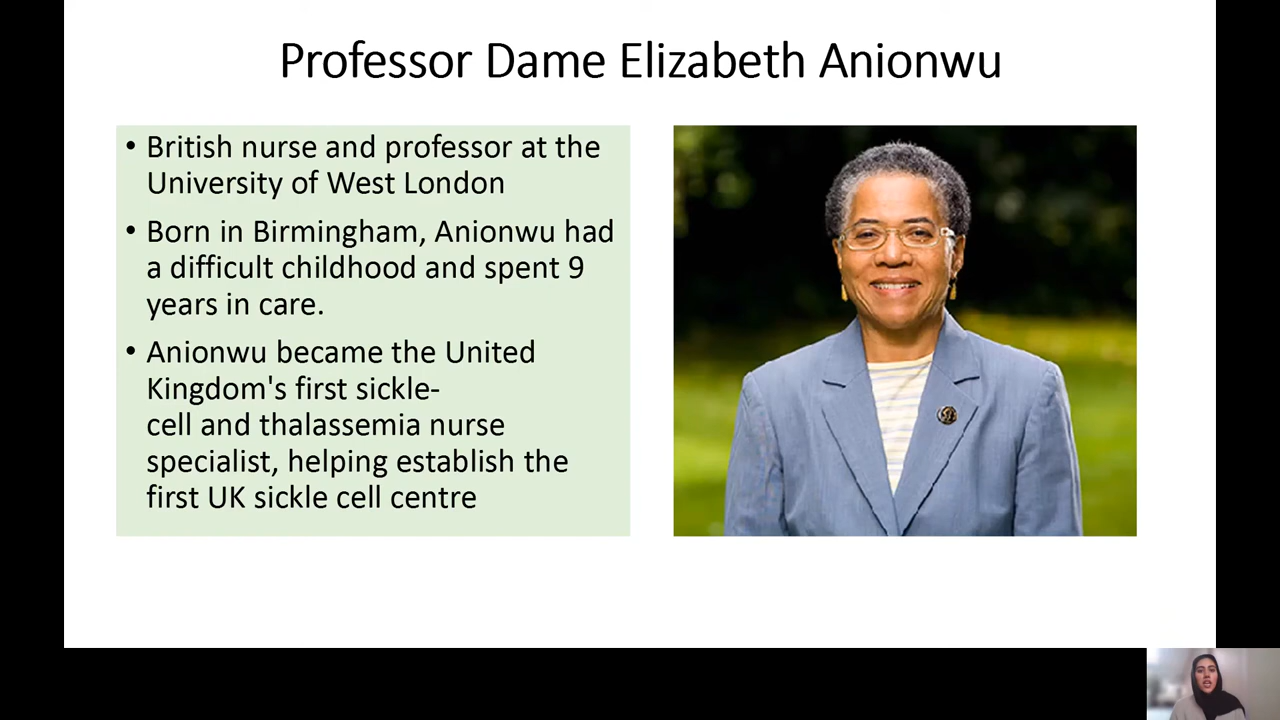 Professor Dame Elizabeth Anionwu
• British nurse and professor at the
University of West London
• Born in Birmingham, Anionwu had
a difficult childhood and spent 9
years in care.
• Anionwu became the United
Kingdom's first sickle-
cell and thalassemia nurse
specialist, helping establish the
first UK sickle cell centre